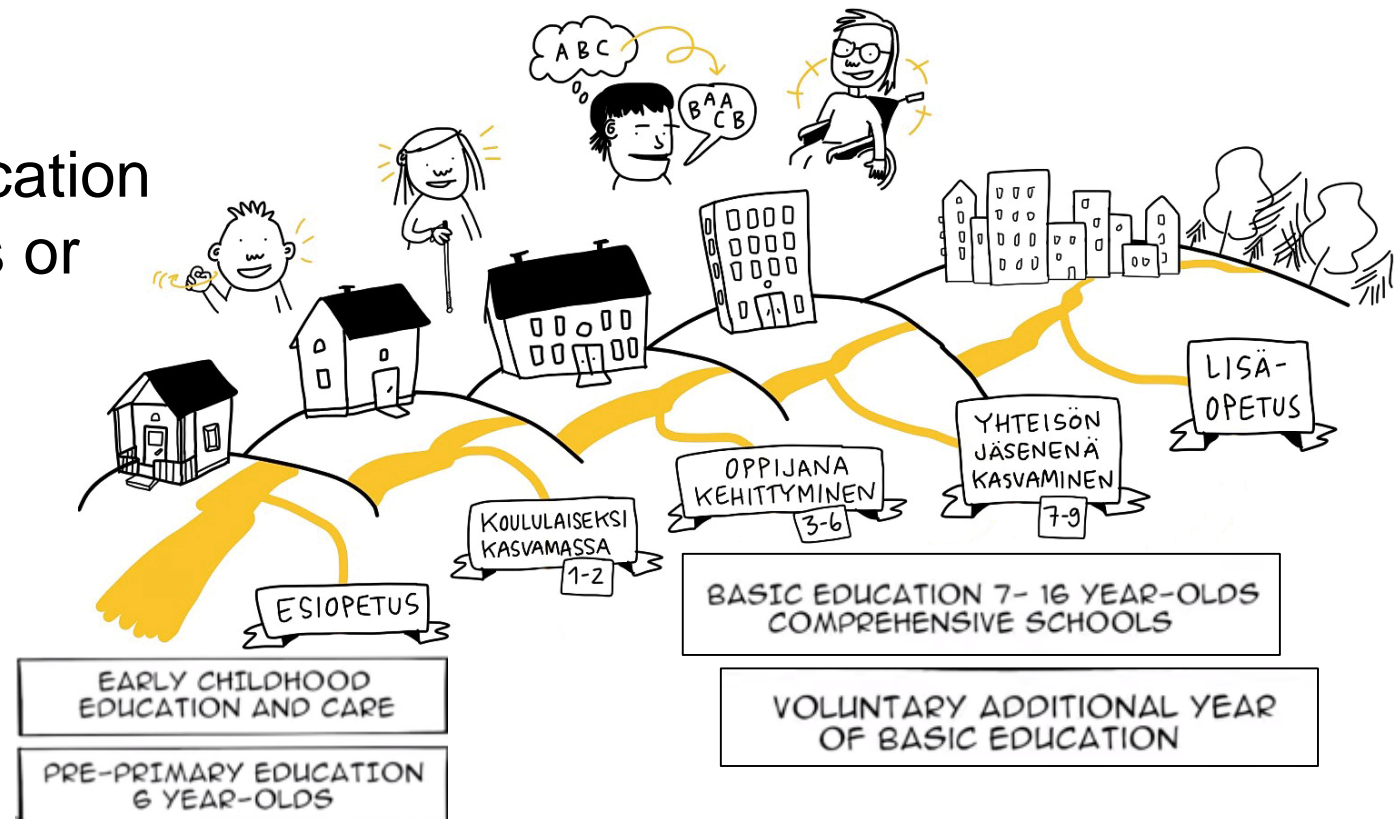 cation
s or
A B C
B A A
C B
ESIOPETUS
KOULULAISEKSI
KASVAMASSA
1-2
OPPIJANA
KEHITTYMINEN
3-6
YHTEISÖN
JÄSENENÄ
KASVAMINEN
7-9
LISÄ-
OPETUS
EARLY CHILDHOOD
EDUCATION AND CARE
PRE-PRIMARY EDUCATION
6 YEAR-OLDS
BASIC EDUCATION 7- 16 YEAR-OLDS
COMPREHENSIVE SCHOOLS
VOLUNTARY ADDITIONAL YEAR
OF BASIC EDUCATION